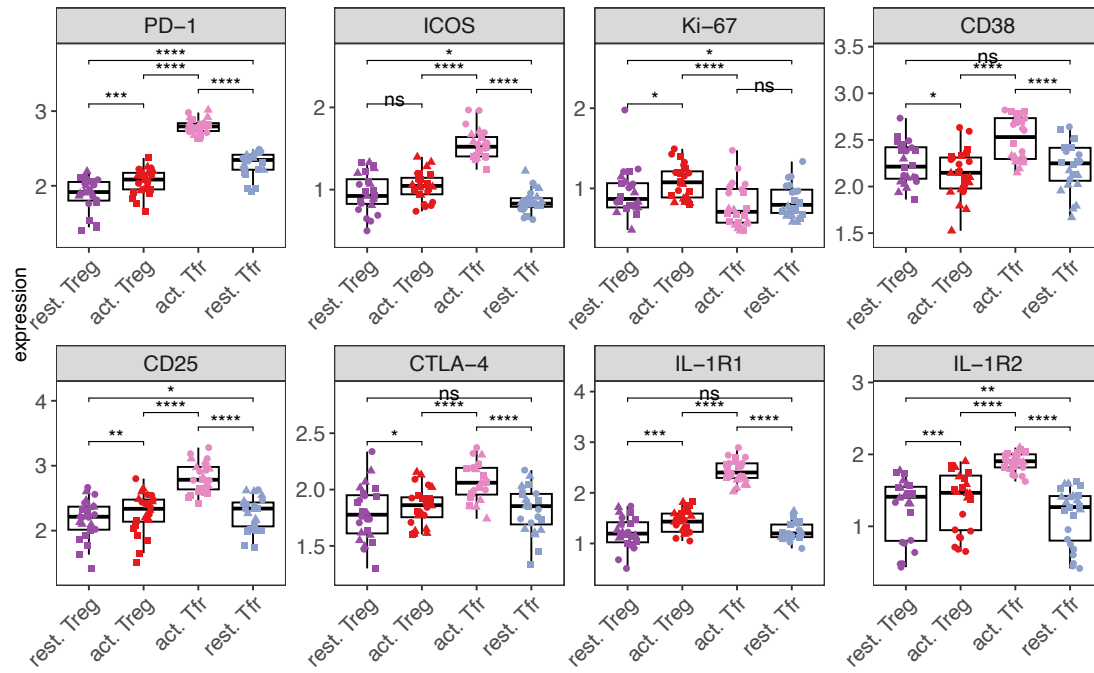 PD−1
ICOS
Ki−67
CD38
****
****
****
***
3
2
*
****
****
ns
2
1
*
****
ns
*
2
1
ns
****
****
*
3.5
3.0
2.5
2.0
1.5
rest. Treg
act. Treg
act. Tfr
rest. Tfr
rest. Treg
act. Treg
act. Tfr
rest. Tfr
rest. Treg
act. Treg
act. Tfr
rest. Tfr
rest. Treg
act. Treg
act. Tfr
rest. Tfr
expression
CD25
CTLA−4
IL−1R1
IL−1R2
*
****
****
**
4
3
2
ns
****
****
*
2.5
2.0
1.5
ns
****
****
***
4
3
2
1
**
****
****
***
3
2
1
rest. Treg
act. Treg
act. Tfr
rest. Tfr
rest. Treg
act. Treg
act. Tfr
rest. Tfr
rest. Treg
act. Treg
act. Tfr
rest. Tfr
rest. Treg
act. Treg
act. Tfr
rest. Tfr